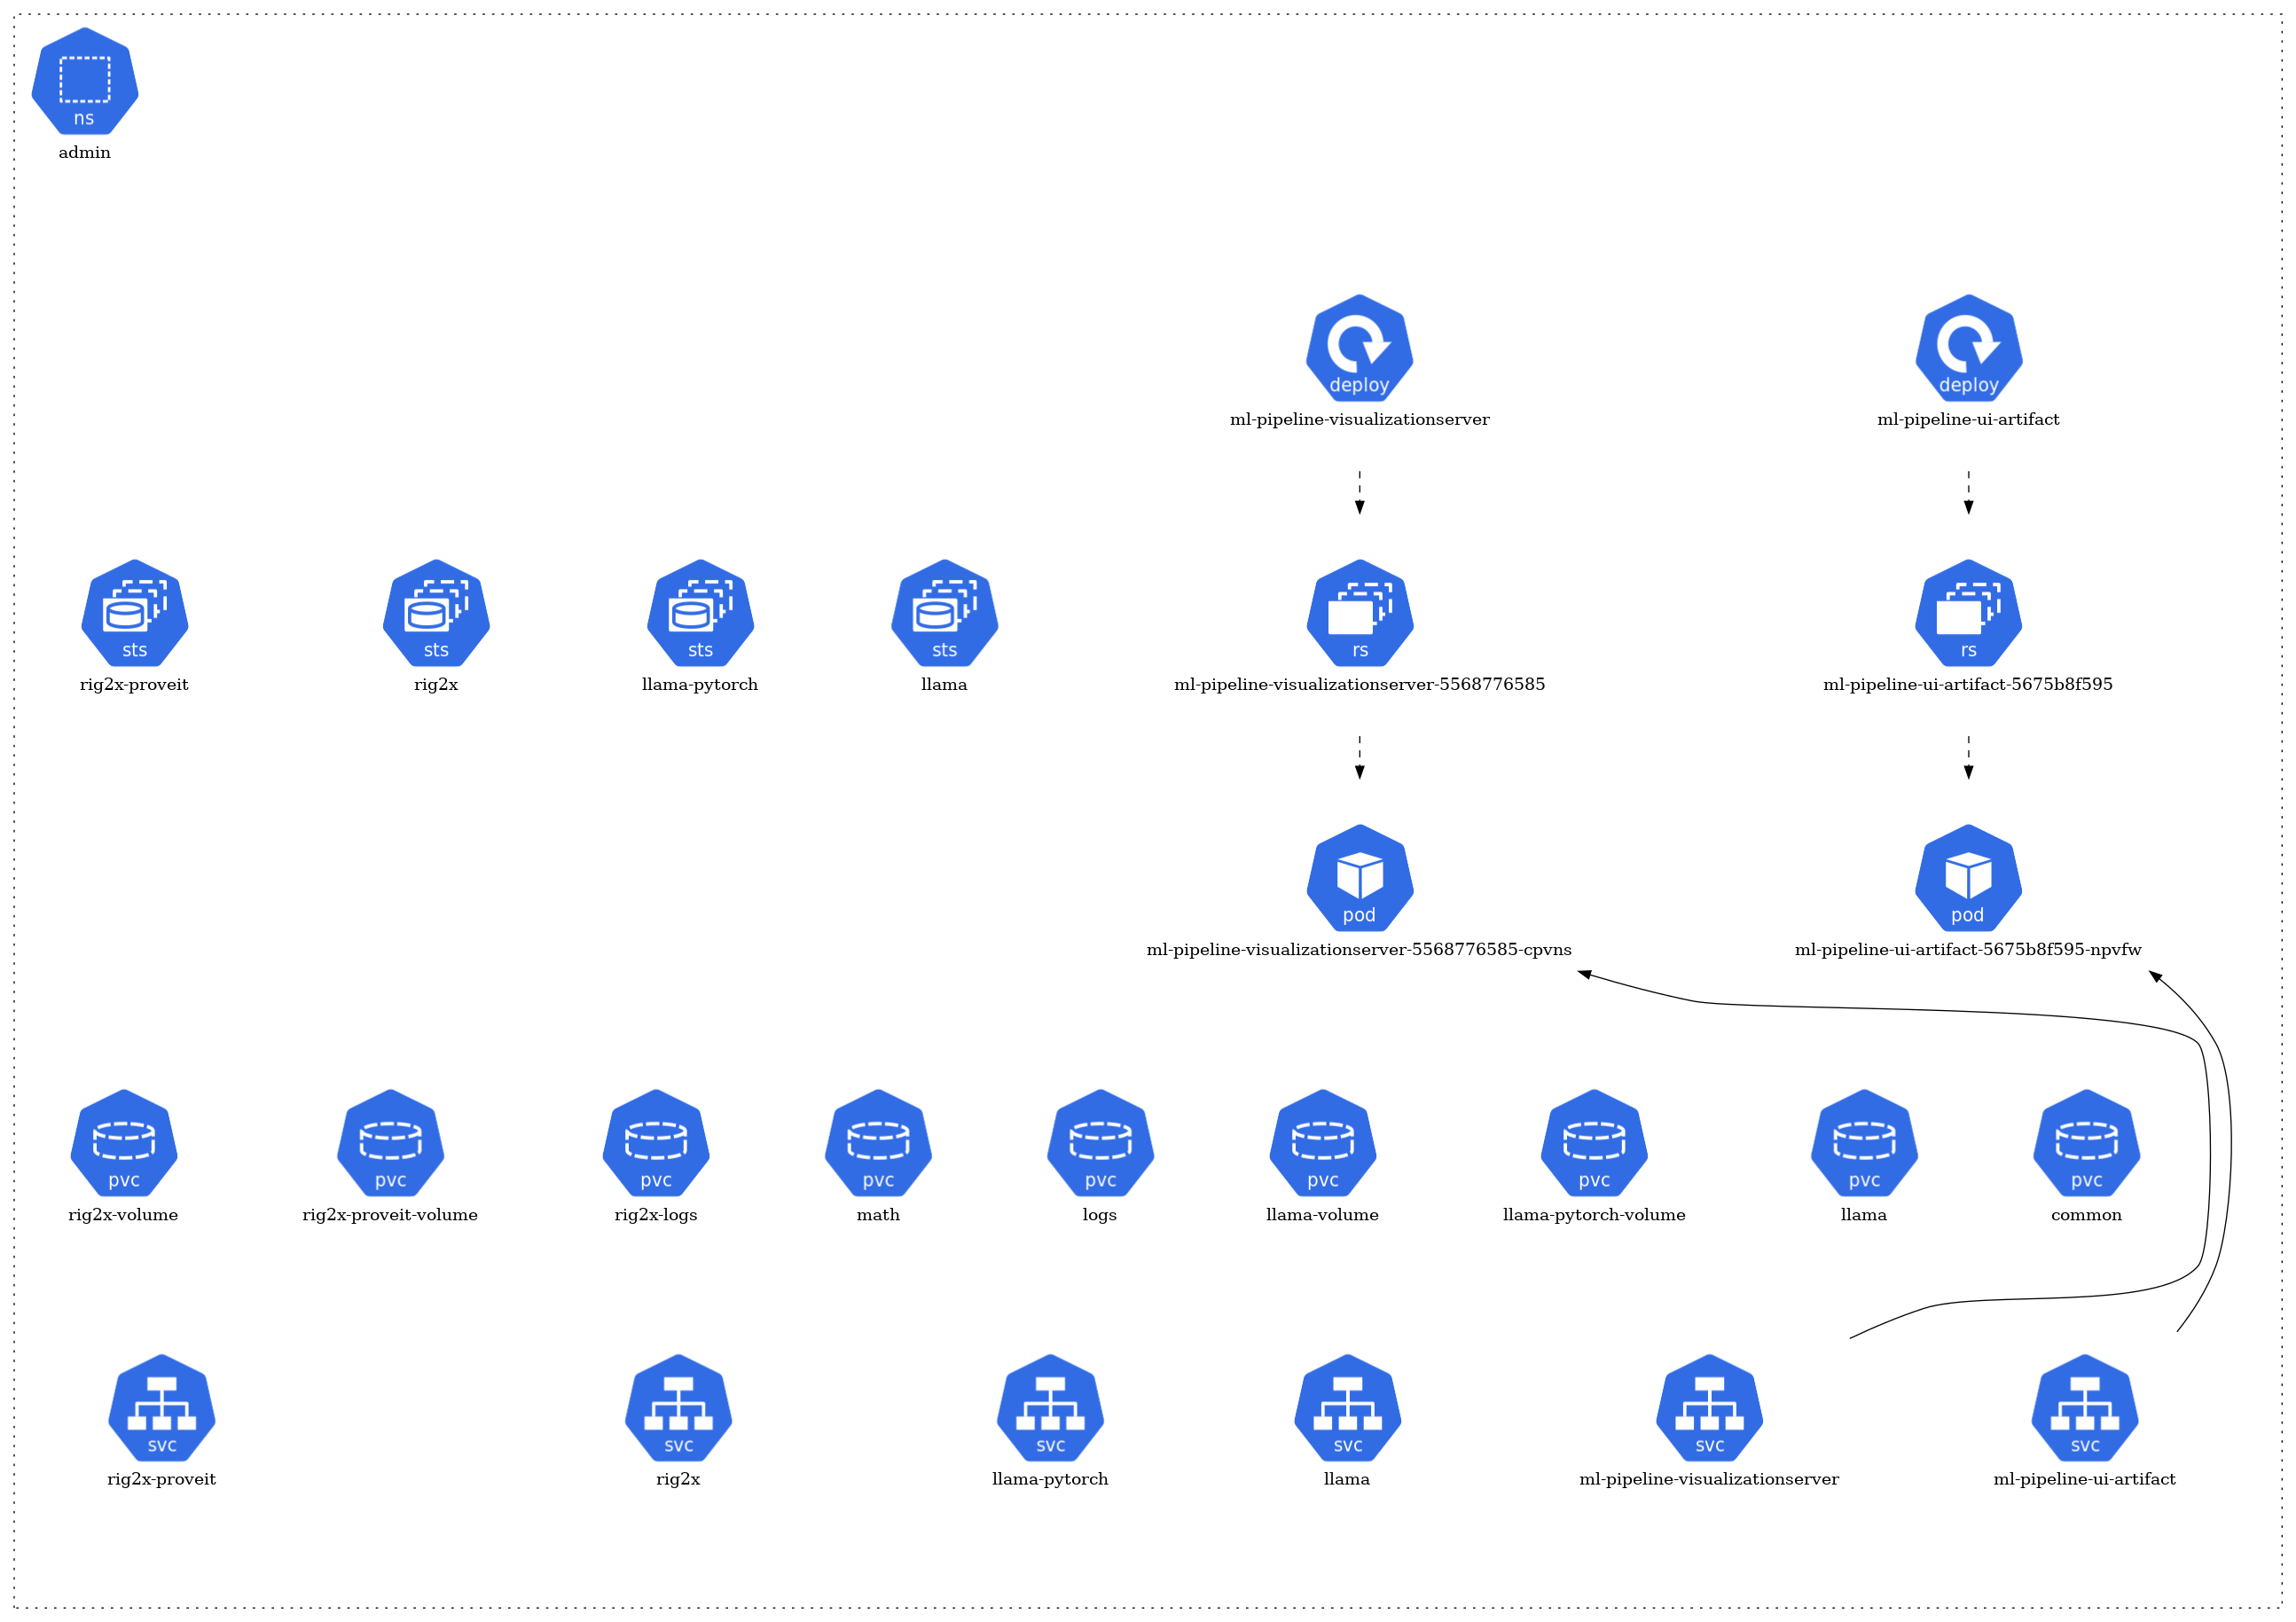 ns
admin
deploy
deploy
ml-pipeline-visualizationserver
ml-pipeline-ui-artifact
sts
sts
sts
sts
rs
rs
rig2x-proveit
rig2x
llama-pytorch
llama
ml-pipeline-visualizationserver-5568776585
ml-pipeline-ui-artifact-5675b8f595
pod
pod
ml-pipeline-visualizationserver-5568776585-cpvns
ml-pipeline-ui-artifact-5675b8f595-npvfw
pvc
pvc
pvc
pvc
pvc
pvc
pvc
pvc
pvc
rig2x-volume
rig2x-proveit-volume
rig2x-logs
math
logs
llama-volume
llama-pytorch-volume
llama
common
svc
svc
svc
svc
svc
svc
rig2x-proveit
rig2x
llama-pytorch
llama
ml-pipeline-visualizationserver
ml-pipeline-ui-artifact